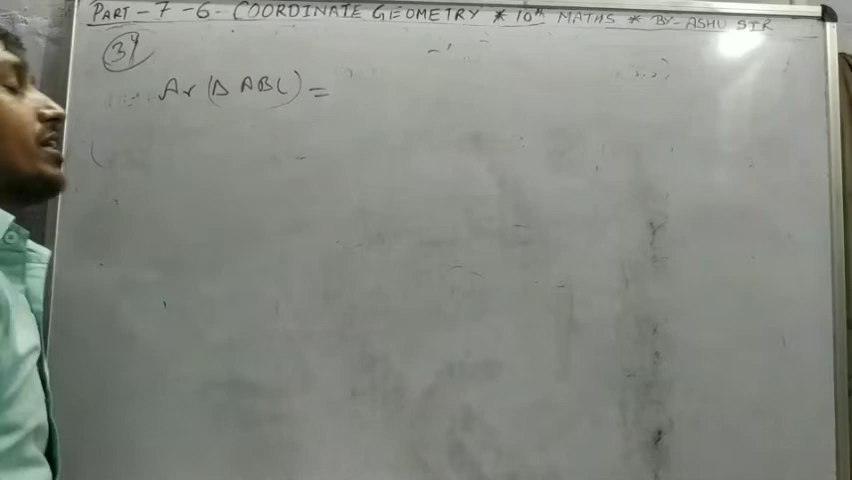 PART-7-6- COORDINATE GEOMETRY * 10th MATHS * BY-ASHU SIR
34
Ar(Δ ABC) =